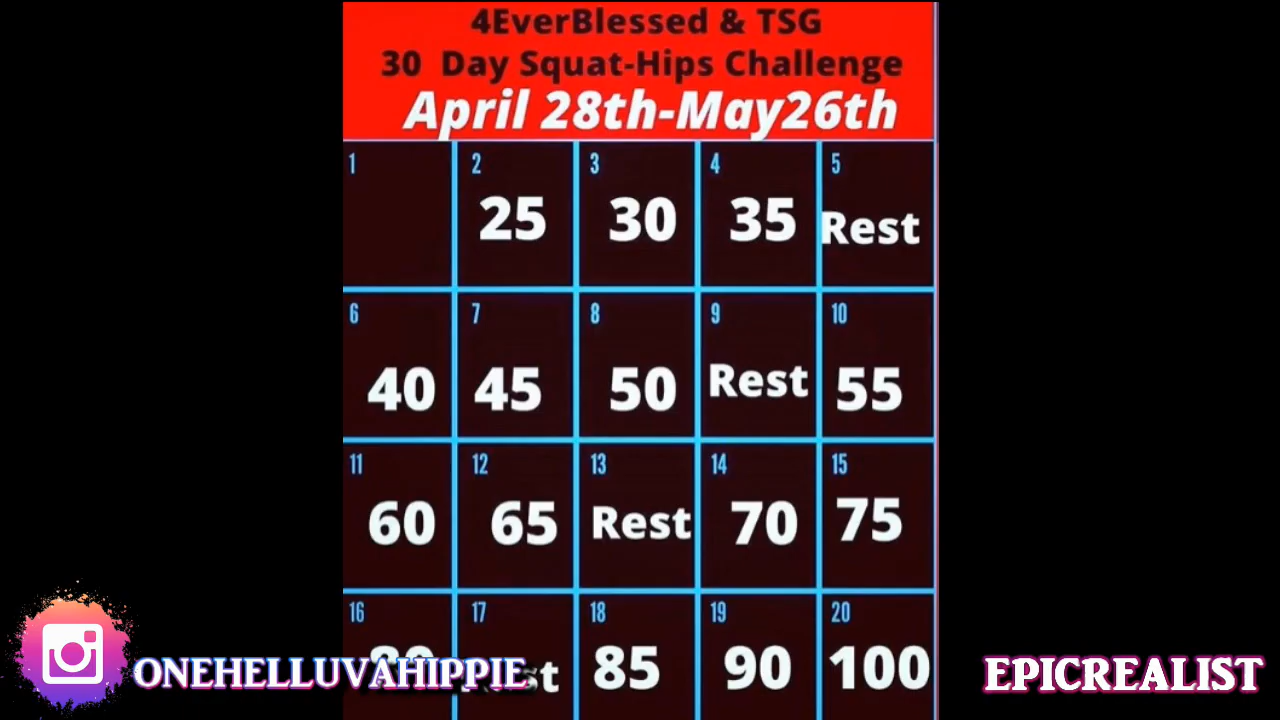 4EverBlessed & TSG
30 Day Squat-Hips Challenge
April 28th-May26th
1 2 3 4 5
25 30 35 Rest
6 7 8 9 10
40 45 50 Rest 55
11 12 13 14 15
60 65 Rest 70 75
16 17 18 19 20
85 90 100
ONEHELLUVAHIPPIE
EPICREALIST